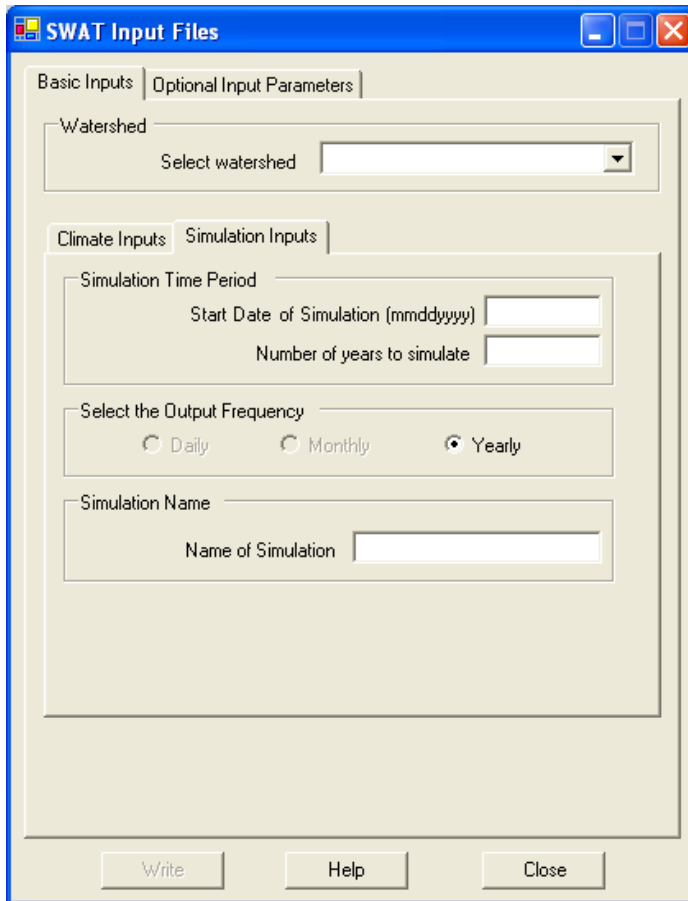 SWAT Input Files
Basic Inputs Optional Input Parameters
Watershed
Select watershed
Climate Inputs Simulation Inputs
Simulation Time Period
Start Date of Simulation (mmddyyyy)
Number of years to simulate
Select the Output Frequency
Daily Monthly Yearly
Simulation Name
Name of Simulation
Write Help Close